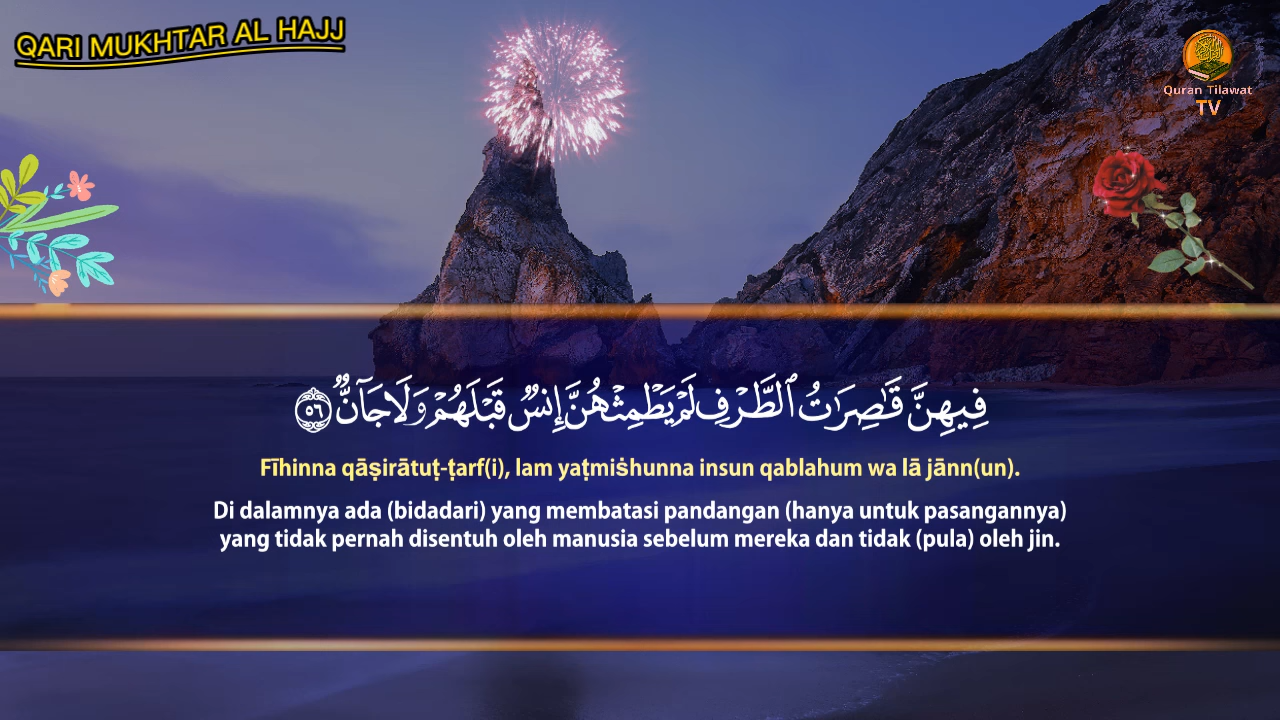 QARI MUKHTAR AL HAJJ
Quran Tilawat
TV
فِيهِنَّ قَٰصِرَٰتُ ٱلطَّرْفِ لَمْ يَطْمِثْهُنَّ إِنسٌ قَبْلَهُمْ وَلَا جَآنٌّ ٥٦
Fīhinna qāṣirātuṭ-ṭarf(i), lam yaṭmiṡhunna insun qablahum wa lā jānn(un).
Di dalamnya ada (bidadari) yang membatasi pandangan (hanya untuk pasangannya)
yang tidak pernah disentuh oleh manusia sebelum mereka dan tidak (pula) oleh jin.